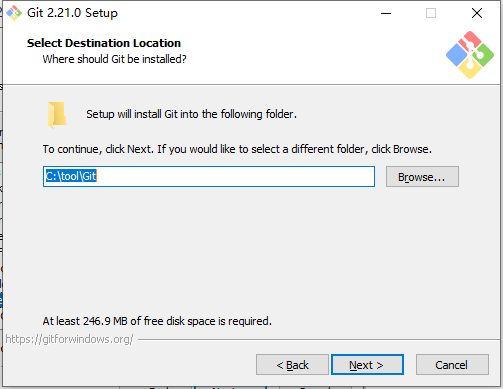 Git 2.21.0 Setup
Select Destination Location
Where should Git be installed?
Setup will install Git into the following folder.
To continue, click Next. If you would like to select a different folder, click Browse.
C:\tool\Git
Browse...
At least 246.9 MB of free disk space is required.
https://gitforwindows.org/
< Back
Next >
Cancel